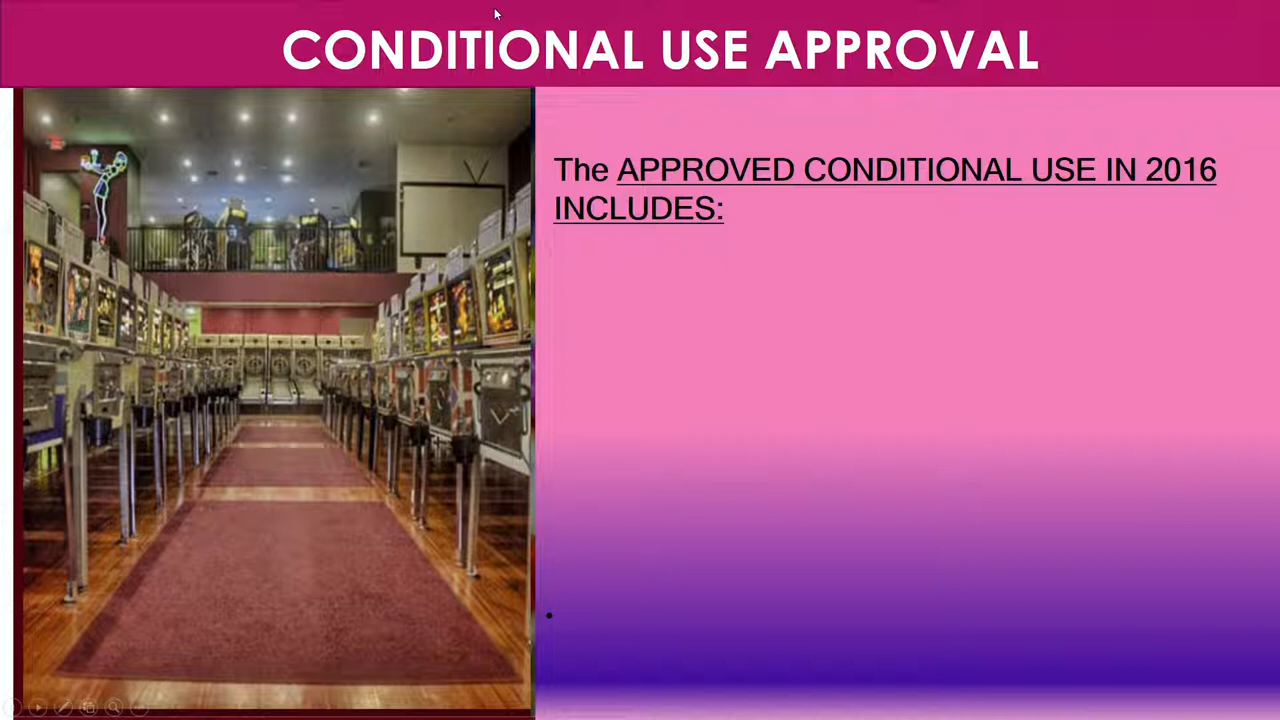 CONDITIONAL USE APPROVAL
The APPROVED CONDITIONAL USE IN 2016
INCLUDES: